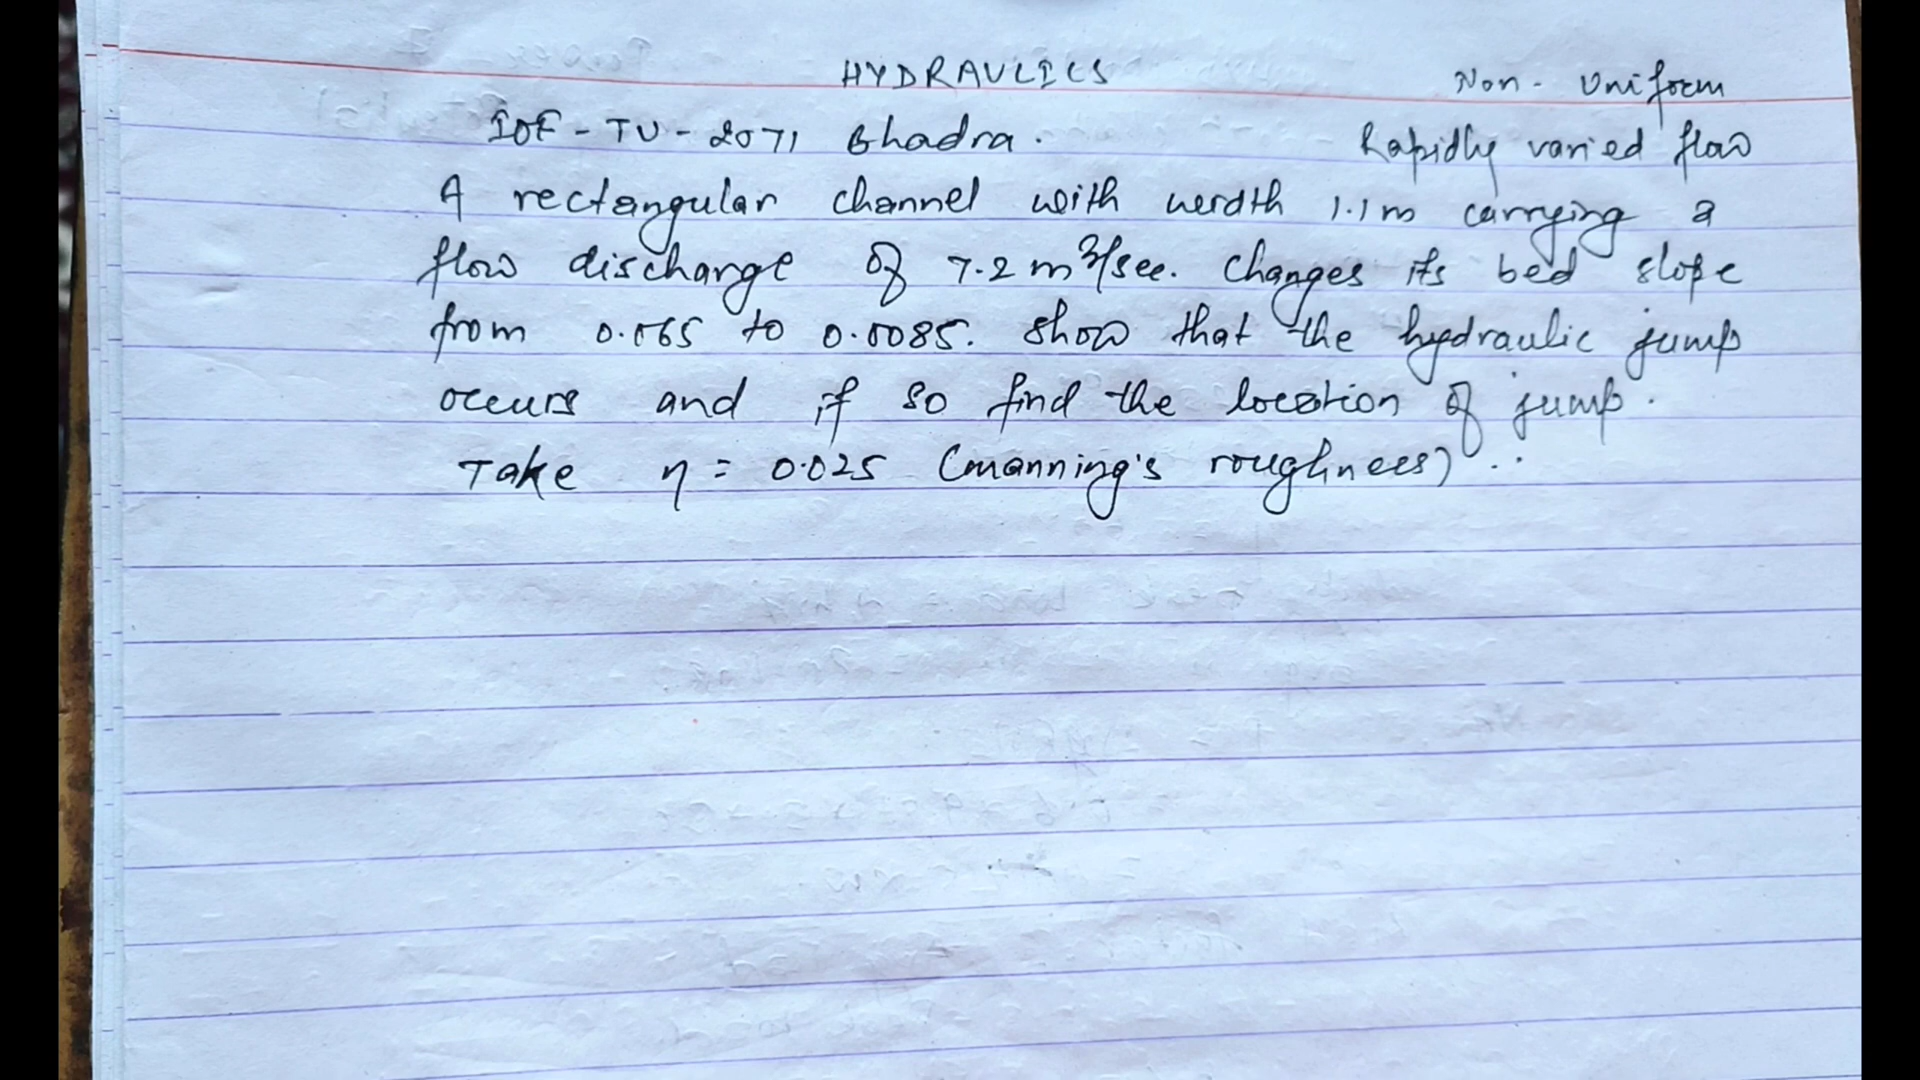 HYDRAULICS
Non - Uniform
IOE - TU - 2071 Bhadra.
Rapidly varied flow
A rectangular channel with width 1.1m carrying a
flow discharge of 7.2 m³/sec. changes its bed slope
from 0.065 to 0.0085. Show that the hydraulic jump
occurs and if so find the location of jump.
Take η = 0.025 (manning's roughness)